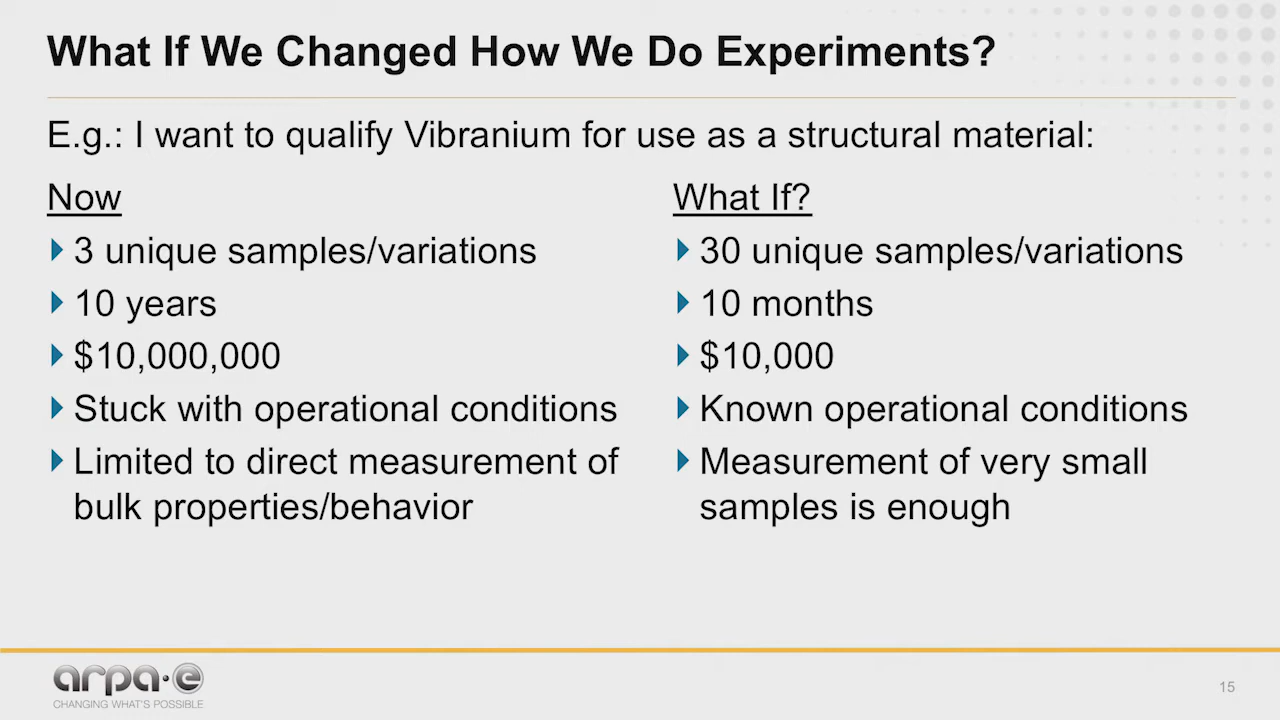 What If We Changed How We Do Experiments?
E.g.: I want to qualify Vibranium for use as a structural material:
Now
3 unique samples/variations
10 years
$10,000,000
Stuck with operational conditions
Limited to direct measurement of
bulk properties/behavior
What If?
30 unique samples/variations
10 months
$10,000
Known operational conditions
Measurement of very small
samples is enough
arpa·e
CHANGING WHAT'S POSSIBLE
15